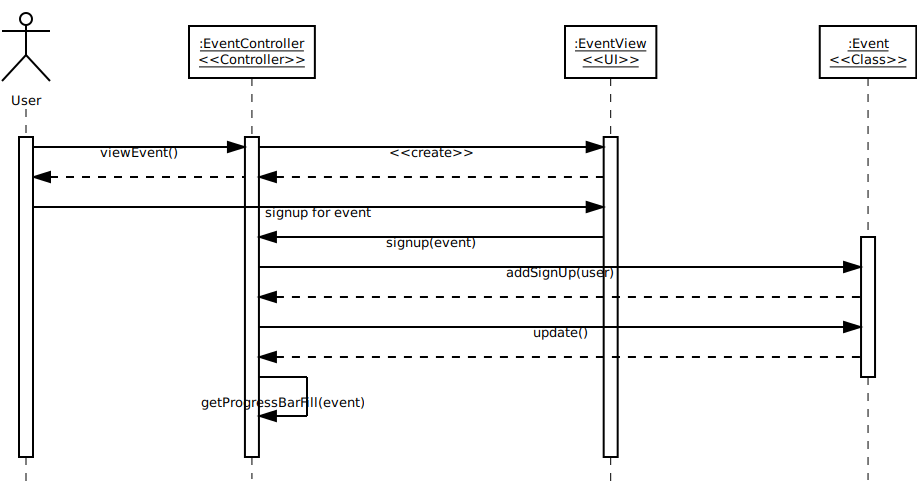 :EventController
<<Controller>>
:EventView
<<UI>>
:Event
<<Class>>
User
viewEvent()
<<create>>
signup for event
signup(event)
addSignUp(user)
update()
getProgressBarFill(event)